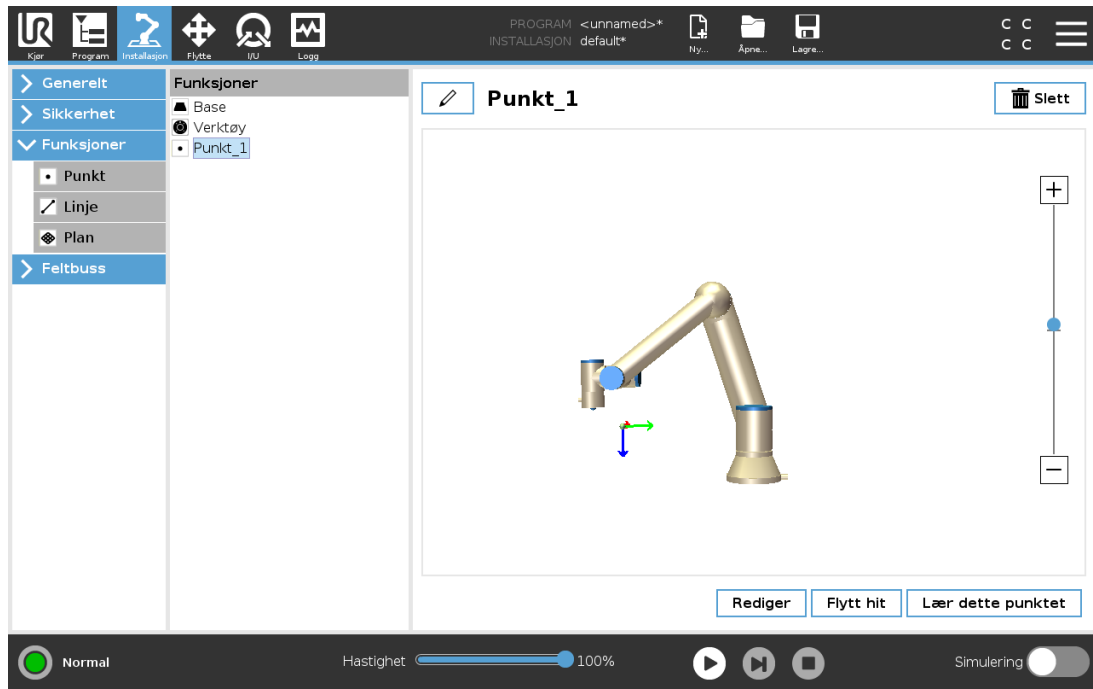 PROGRAM <unnamed>*
INSTALLASJON default*
C C
C C
Kjør Program Installasjon Flytte I/U Logg Ny... Åpne... Lagre...
Generelt
Sikkerhet
Funksjoner
Punkt
Linje
Plan
Feltbuss
Funksjoner
Base
Verktøy
Punkt_1
Punkt_1
Slett
Rediger Flytt hit Lær dette punktet
Normal Hastighet 100% Simulering